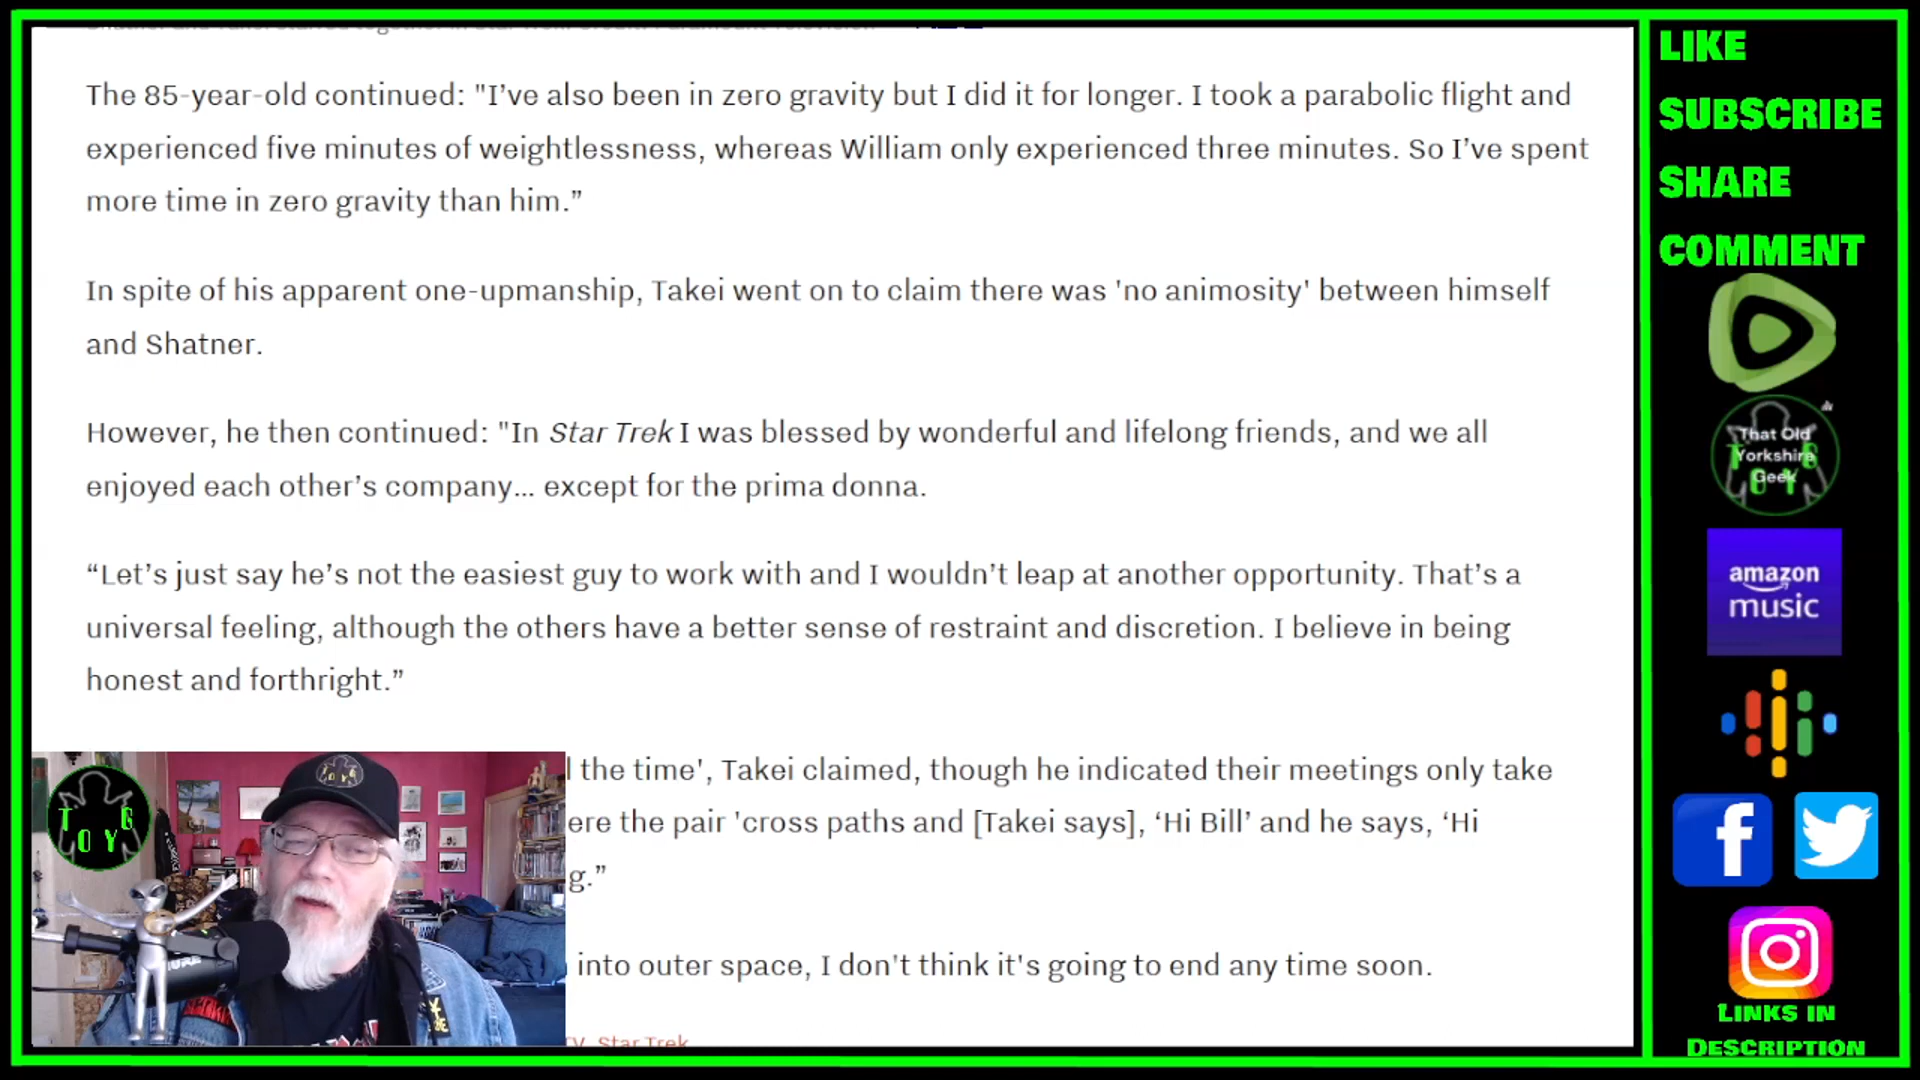 The 85-year-old continued: "I’ve also been in zero gravity but I did it for longer. I took a parabolic flight and
experienced five minutes of weightlessness, whereas William only experienced three minutes. So I’ve spent
more time in zero gravity than him.”
In spite of his apparent one-upmanship, Takei went on to claim there was 'no animosity' between himself
and Shatner.
However, he then continued: "In Star Trek I was blessed by wonderful and lifelong friends, and we all
enjoyed each other’s company... except for the prima donna.
“Let’s just say he’s not the easiest guy to work with and I wouldn’t leap at another opportunity. That’s a
universal feeling, although the others have a better sense of restraint and discretion. I believe in being
honest and forthright.”
the time', Takei claimed, though he indicated their meetings only take
ere the pair 'cross paths and [Takei says], ‘Hi Bill’ and he says, ‘Hi
g.”
into outer space, I don't think it's going to end any time soon.
TV, Star Trek
T G
O Y
LIKE
SUBSCRIBE
SHARE
COMMENT
That Old
Yorkshire
Geek
amazon
music
LINKS IN
DESCRIPTION